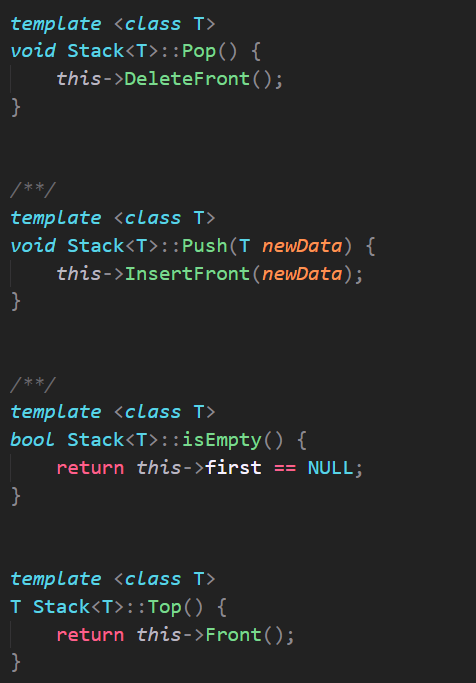 template <class T>
void Stack<T>::Pop() {
    this->DeleteFront();
}
/**/
template <class T>
void Stack<T>::Push(T newData) {
    this->InsertFront(newData);
}
/**/
template <class T>
bool Stack<T>::isEmpty() {
    return this->first == NULL;
}
template <class T>
T Stack<T>::Top() {
    return this->Front();
}